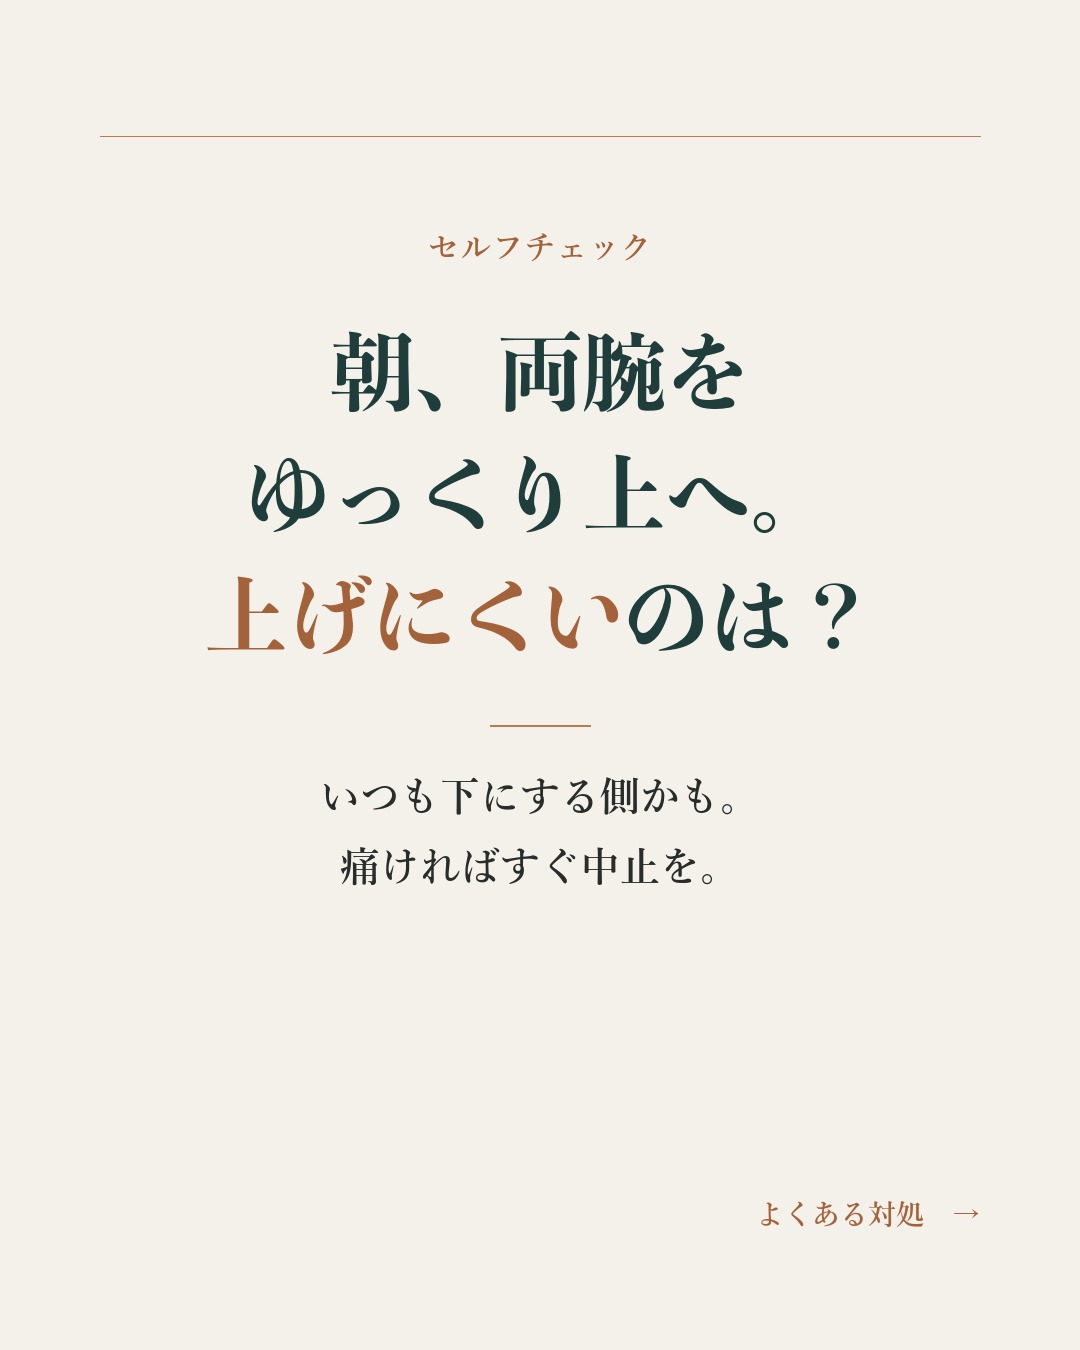 セルフチェック
朝、両腕を
ゆっくり上へ。
上げにくいのは？
いつも下にする側かも。
痛ければすぐ中止を。
よくある対処　→